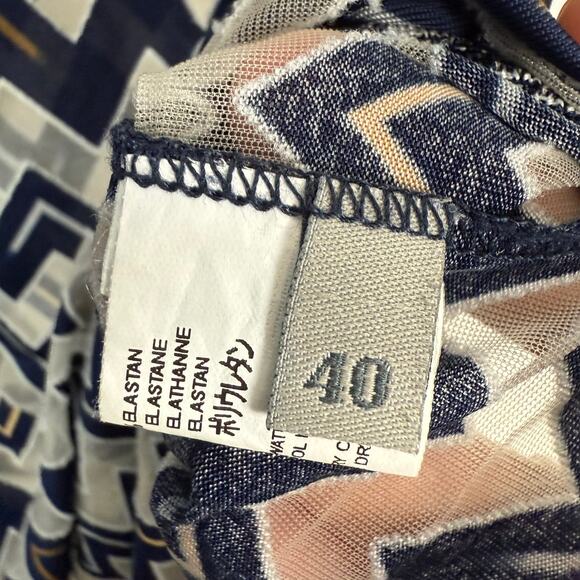 ELASTAN
ELASTANE
ELATHANNE
ELASTAN
ポリウレタン
40